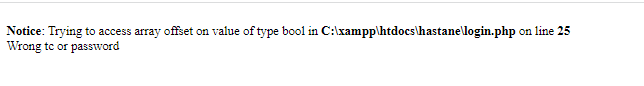 Notice: Trying to access array offset on value of type bool in C:\xampp\htdocs\hastane\login.php on line 25
Wrong tc or password